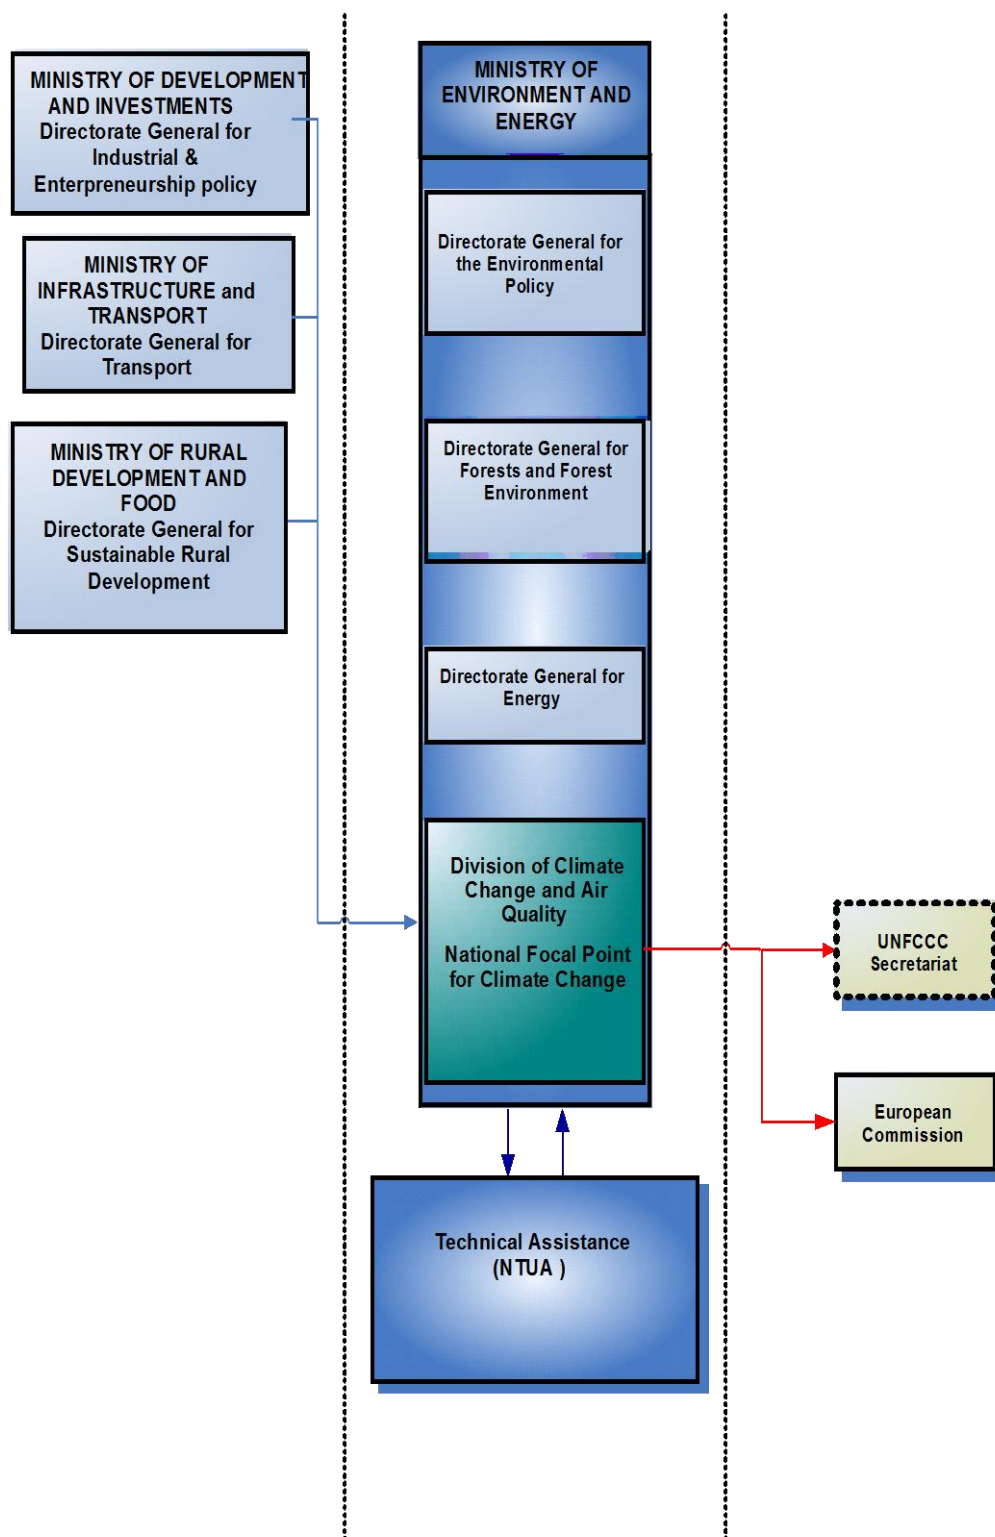 MINISTRY OF DEVELOPMENT
AND INVESTMENTS
Directorate General for
Industrial &
Enterpreneurship policy
MINISTRY OF
INFRASTRUCTURE and
TRANSPORT
Directorate General for
Transport
MINISTRY OF RURAL
DEVELOPMENT AND
FOOD
Directorate General for
Sustainable Rural
Development
MINISTRY OF
ENVIRONMENT AND
ENERGY
Directorate General for
the Environmental
Policy
Directorate General for
Forests and Forest
Environment
Directorate General for
Energy
Division of Climate
Change and Air
Quality
National Focal Point
for Climate Change
Technical Assistance
(NTUA )
UNFCCC
Secretariat
European
Commission